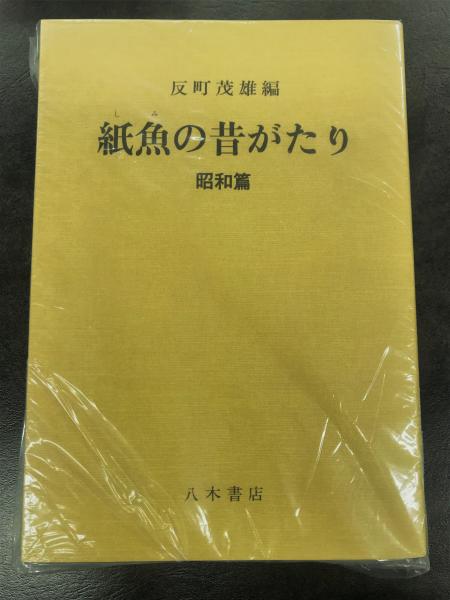 反町茂雄編
しみ
紙魚の昔がたり
昭和篇
八木書店